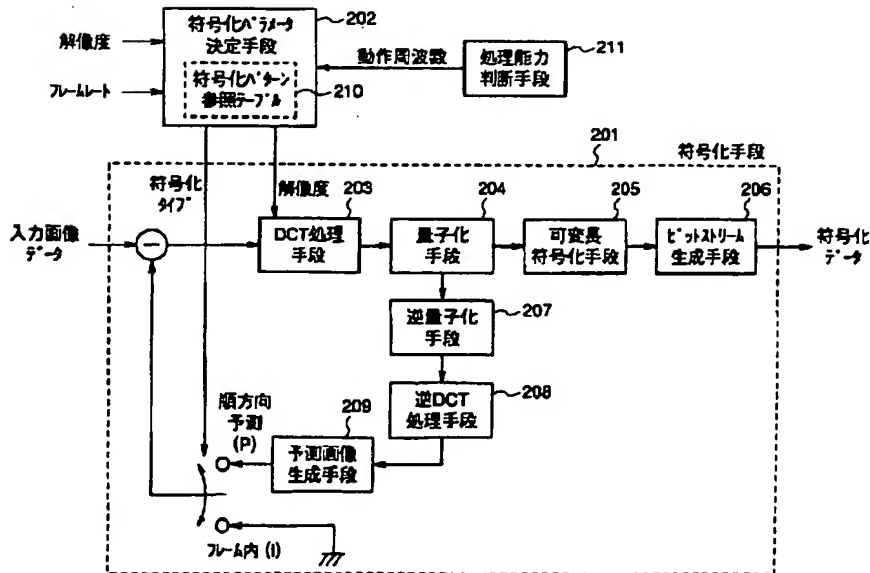 符号化パラメータ
決定手段
202
解像度
フレームレート
符号化パターン
参照テーブル
210
動作周波数
処理能力
判断手段
211
201
符号化手段
符号化
タイプ
解像度
203
204
205
206
入力画像
データ
−
DCT処理
手段
量子化
手段
可変長
符号化手段
ビットストリーム
生成手段
符号化
データ
逆量子化
手段
207
逆DCT
処理手段
208
順方向
予測
(P)
209
予測画像
生成手段
フレーム内 (I)